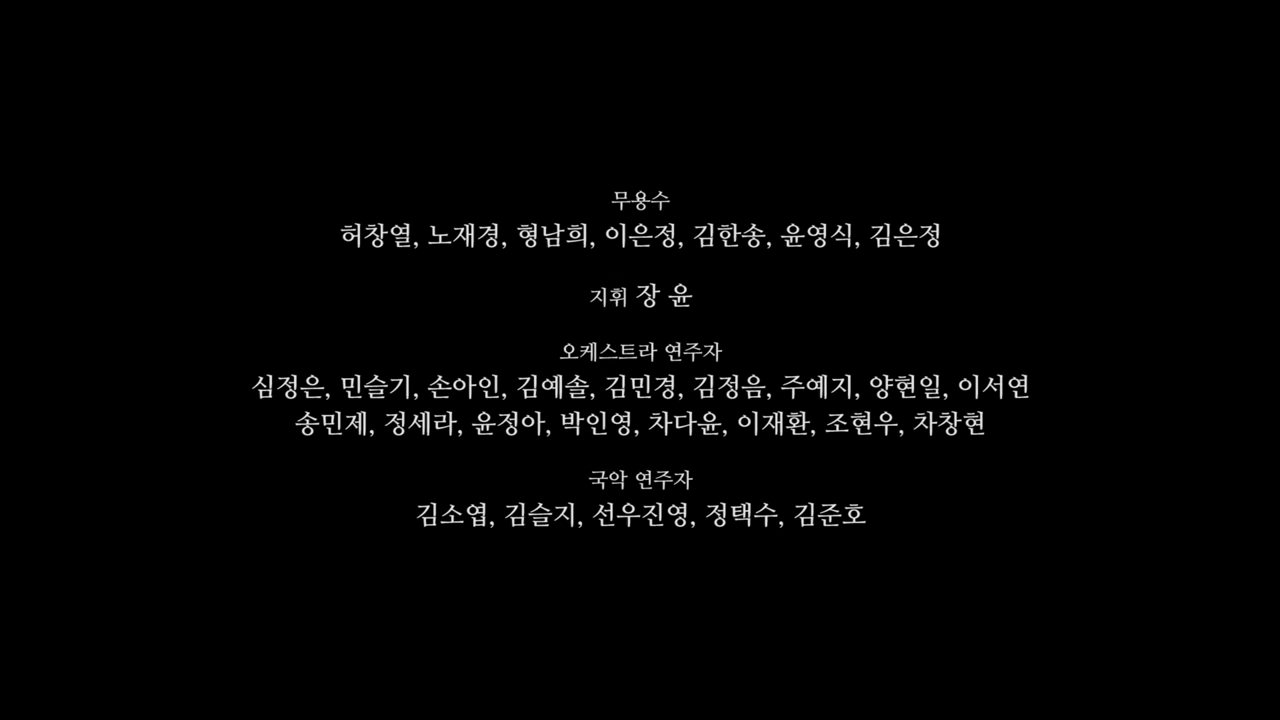 무용수
허창열, 노재경, 형남희, 이은정, 김한송, 윤영식, 김은정
지휘 장 윤
오케스트라 연주자
심정은, 민슬기, 손아인, 김예솔, 김민경, 김정음, 주예지, 양현일, 이서연
송민제, 정세라, 윤정아, 박인영, 차다윤, 이재환, 조현우, 차창현
국악 연주자
김소엽, 김슬지, 선우진영, 정택수, 김준호